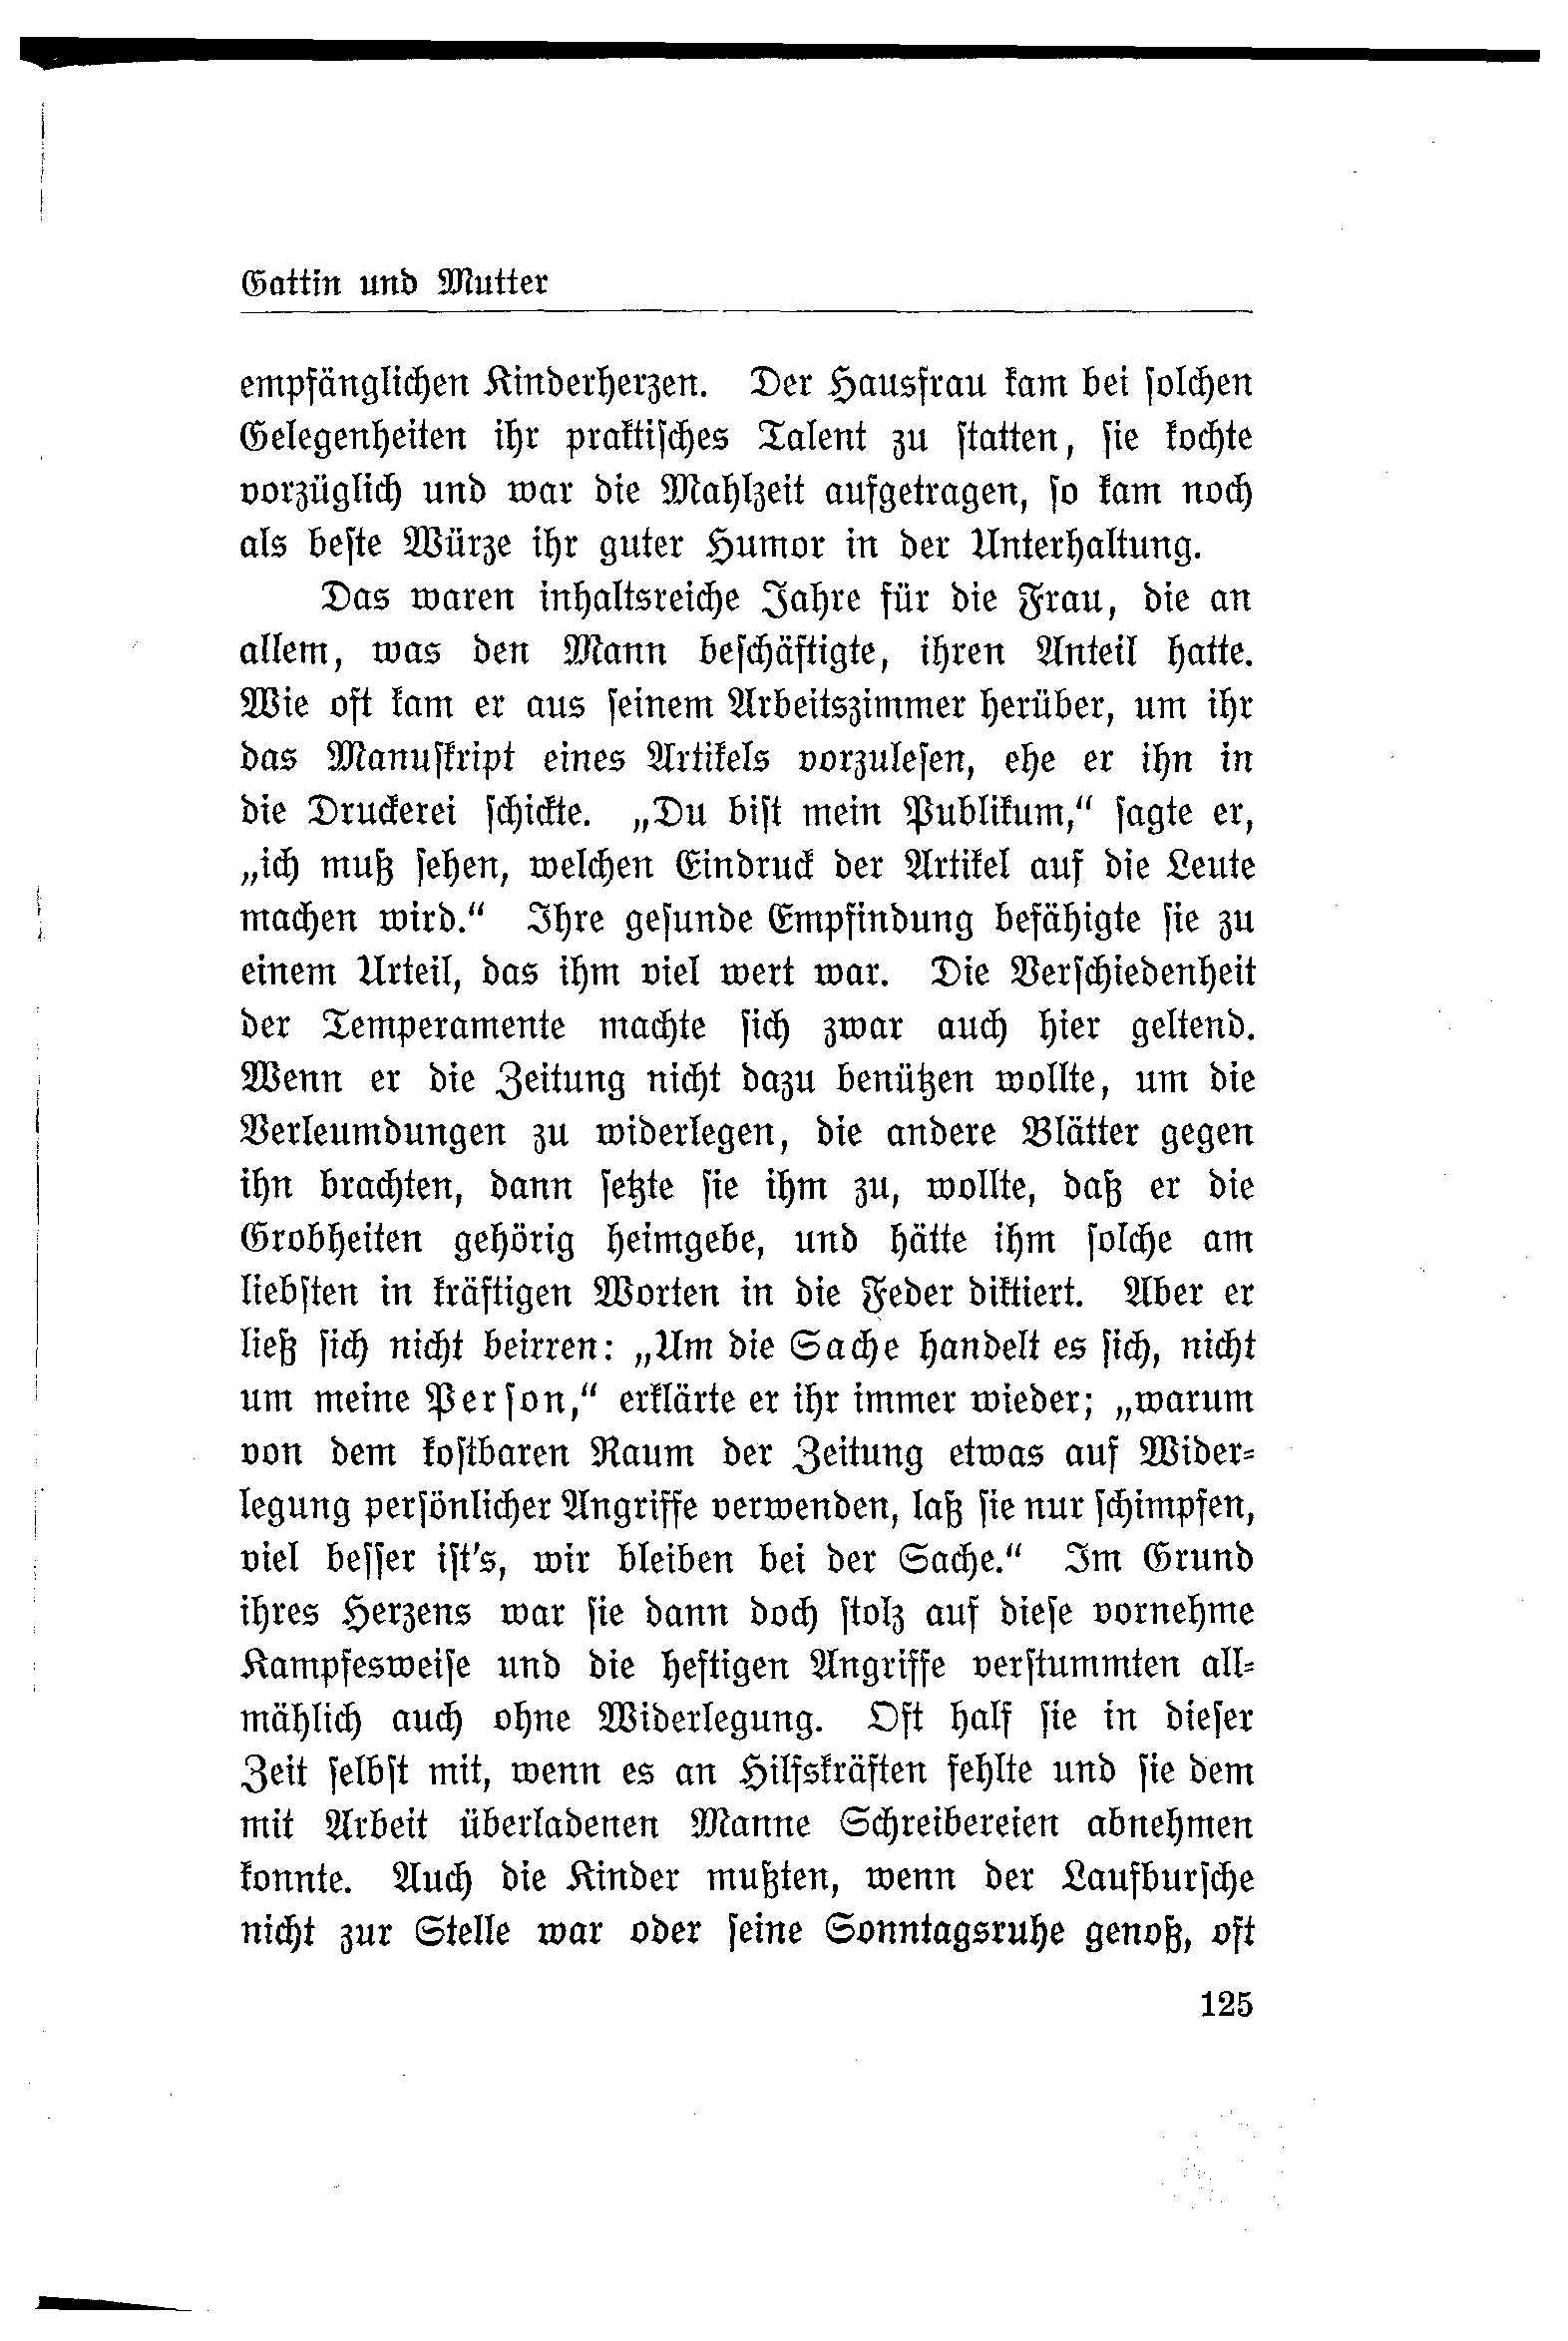 Gattin und Mutter
empfänglichen Kinderherzen. Der Hausfrau kam bei solchen
Gelegenheiten ihr praktisches Talent zu statten, sie kochte
vorzüglich und war die Mahlzeit aufgetragen, so kam noch
als beste Würze ihr guter Humor in der Unterhaltung.
Das waren inhaltsreiche Jahre für die Frau, die an
allem, was den Mann beschäftigte, ihren Anteil hatte.
Wie oft kam er aus seinem Arbeitszimmer herüber, um ihr
das Manuskript eines Artikels vorzulesen, ehe er ihn in
die Druckerei schickte. „Du bist mein Publikum,“ sagte er,
„ich muß sehen, welchen Eindruck der Artikel auf die Leute
machen wird.“ Ihre gesunde Empfindung befähigte sie zu
einem Urteil, das ihm viel wert war. Die Verschiedenheit
der Temperamente machte sich zwar auch hier geltend.
Wenn er die Zeitung nicht dazu benützen wollte, um die
Verleumdungen zu widerlegen, die andere Blätter gegen
ihn brachten, dann setzte sie ihm zu, wollte, daß er die
Grobheiten gehörig heimgebe, und hätte ihm solche am
liebsten in kräftigen Worten in die Feder diktiert. Aber er
ließ sich nicht beirren: „Um die Sache handelt es sich, nicht
um meine Person,“ erklärte er ihr immer wieder; „warum
von dem kostbaren Raum der Zeitung etwas auf Wider-
legung persönlicher Angriffe verwenden, laß sie nur schimpfen,
viel besser ist's, wir bleiben bei der Sache.“ Im Grund
ihres Herzens war sie dann doch stolz auf diese vornehme
Kampfesweise und die heftigen Angriffe verstummten all-
mählich auch ohne Widerlegung. Oft half sie in dieser
Zeit selbst mit, wenn es an Hilfskräften fehlte und sie dem
mit Arbeit überladenen Manne Schreibereien abnehmen
konnte. Auch die Kinder mußten, wenn der Laufbursche
nicht zur Stelle war oder seine Sonntagsruhe genoß, oft
125